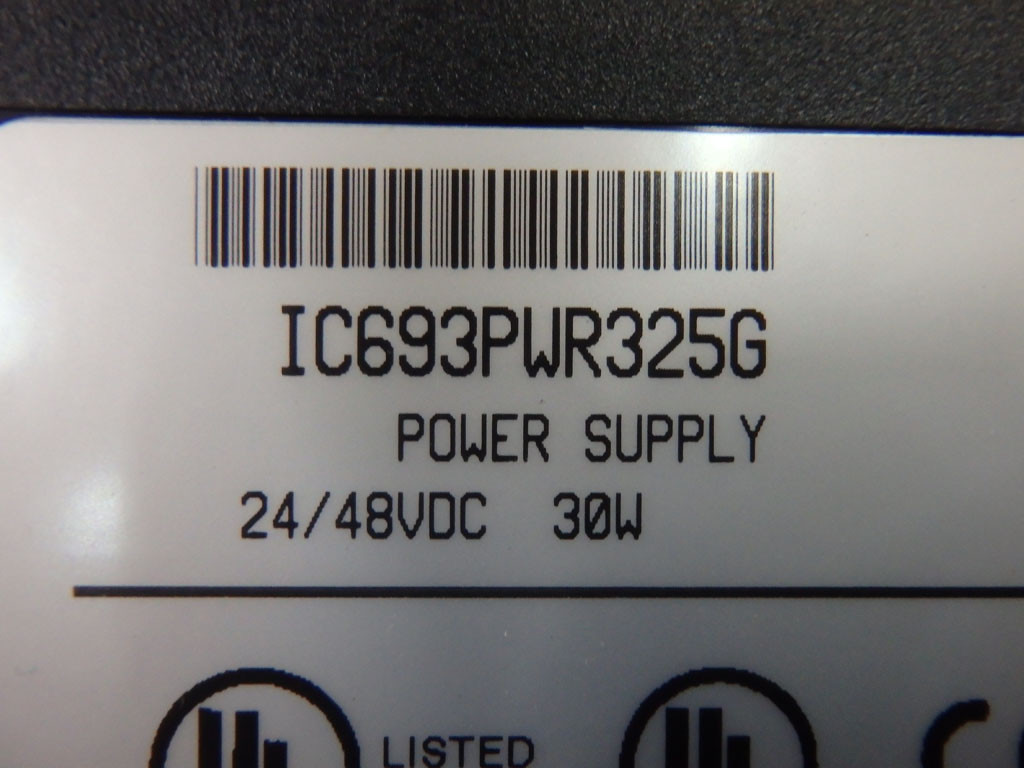 IC693PWR325G
POWER SUPPLY
24/48VDC 30W
LISTED